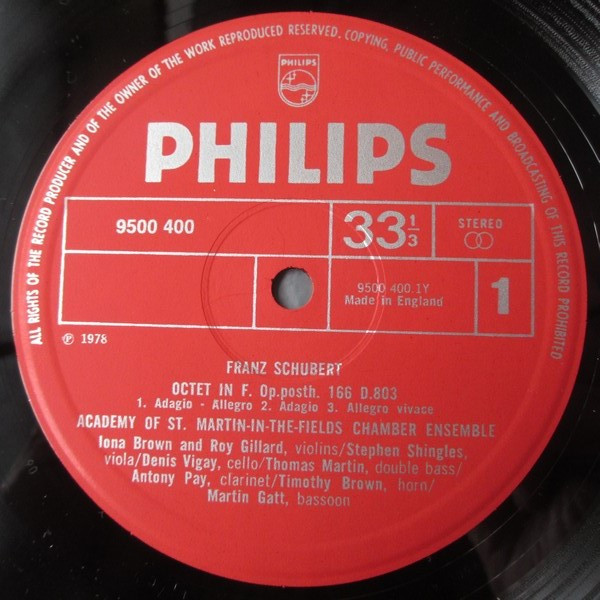 ALL RIGHTS OF THE RECORD PRODUCER AND OF THE OWNER OF THE WORK REPRODUCED RESERVED. COPYING, PUBLIC PERFORMANCE AND BROADCASTING OF THIS RECORD PROHIBITED
PHILIPS
PHILIPS
9500 400
33 1/3
STEREO
9500 400.1Y
Made in England
1
℗ 1978
FRANZ SCHUBERT
OCTET IN F. Op.posth. 166 D.803
1. Adagio - Allegro 2. Adagio 3. Allegro vivace
ACADEMY OF ST. MARTIN-IN-THE-FIELDS CHAMBER ENSEMBLE
Iona Brown and Roy Gillard, violins/Stephen Shingles,
viola/Denis Vigay, cello/Thomas Martin, double bass/
Antony Pay, clarinet/Timothy Brown, horn/
Martin Gatt, bassoon